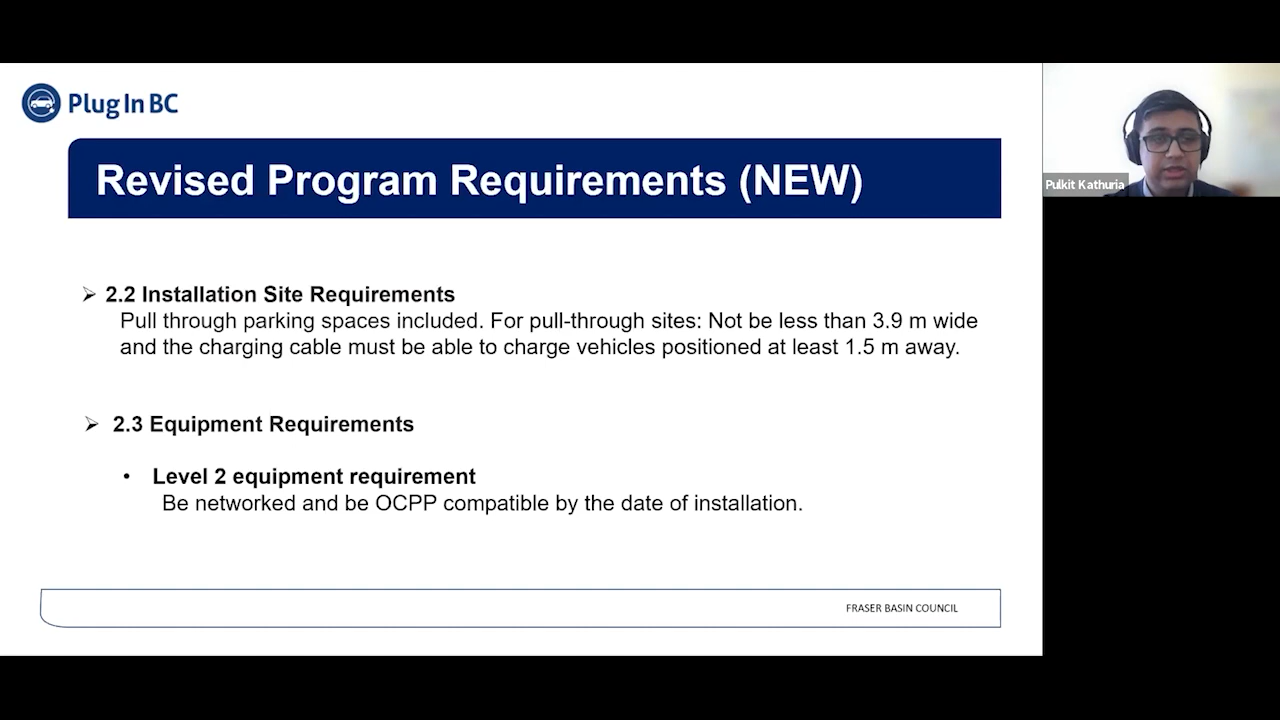 Plug In BC
Revised Program Requirements (NEW)
Pulkit Kathuria
➢ 2.2 Installation Site Requirements
Pull through parking spaces included. For pull-through sites: Not be less than 3.9 m wide
and the charging cable must be able to charge vehicles positioned at least 1.5 m away.
➢ 2.3 Equipment Requirements
• Level 2 equipment requirement
Be networked and be OCPP compatible by the date of installation.
FRASER BASIN COUNCIL